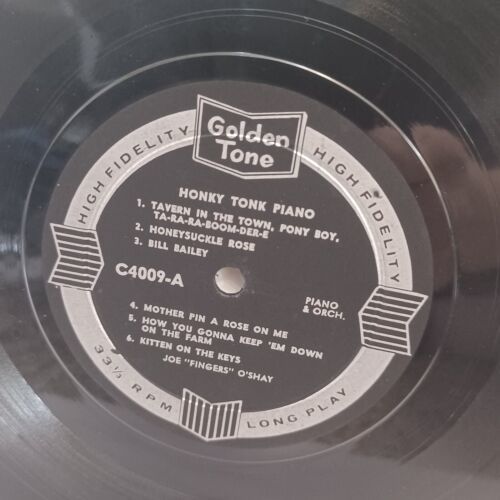 Golden
Tone
HIGH FIDELITY
HIGH FIDELITY
HONKY TONK PIANO
1. TAVERN IN THE TOWN, PONY BOY,
TA-RA-RA-BOOM-DER-E
2. HONEYSUCKLE ROSE
3. BILL BAILEY
C4009-A
PIANO
& ORCH.
4. MOTHER PIN A ROSE ON ME
5. HOW YOU GONNA KEEP 'EM DOWN
ON THE FARM
6. KITTEN ON THE KEYS
JOE "FINGERS" O'SHAY
33⅓ RPM
LONG PLAY